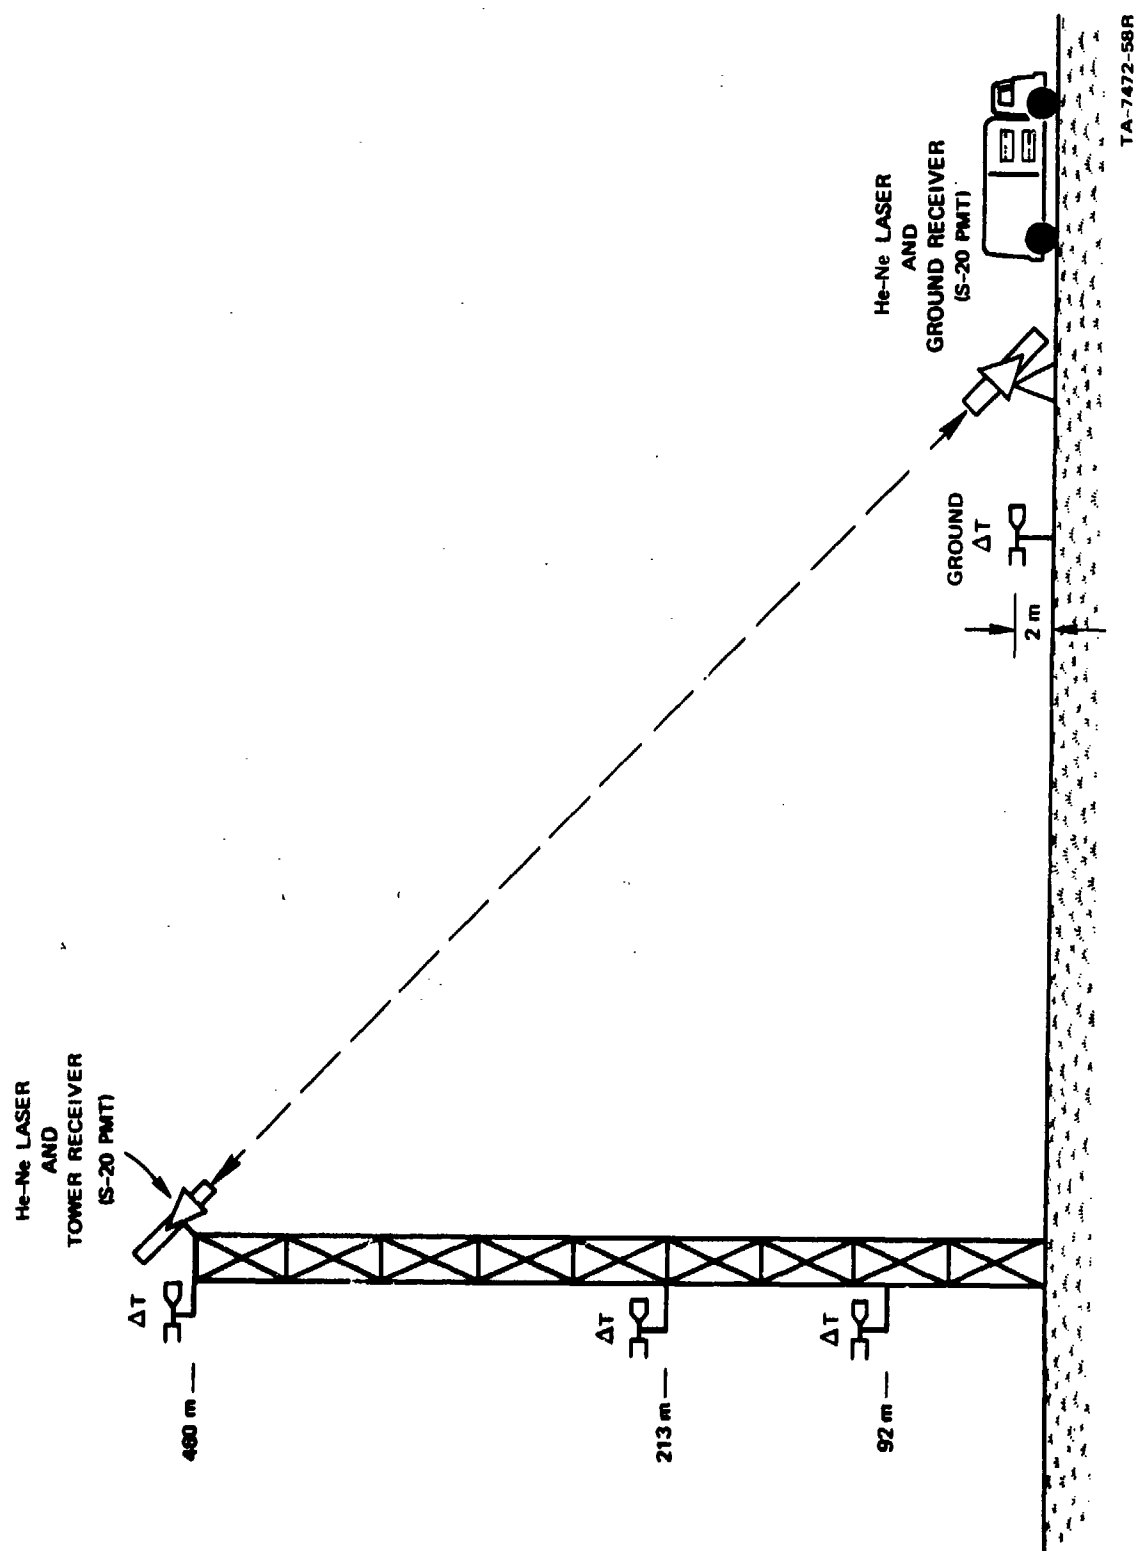 He-Ne LASER
AND
TOWER RECEIVER
(S-20 PMT)
ΔT
460 m
ΔT
213 m
ΔT
92 m
He-Ne LASER
AND
GROUND RECEIVER
(S-20 PMT)
GROUND
ΔT
2 m
TA-7472-58R